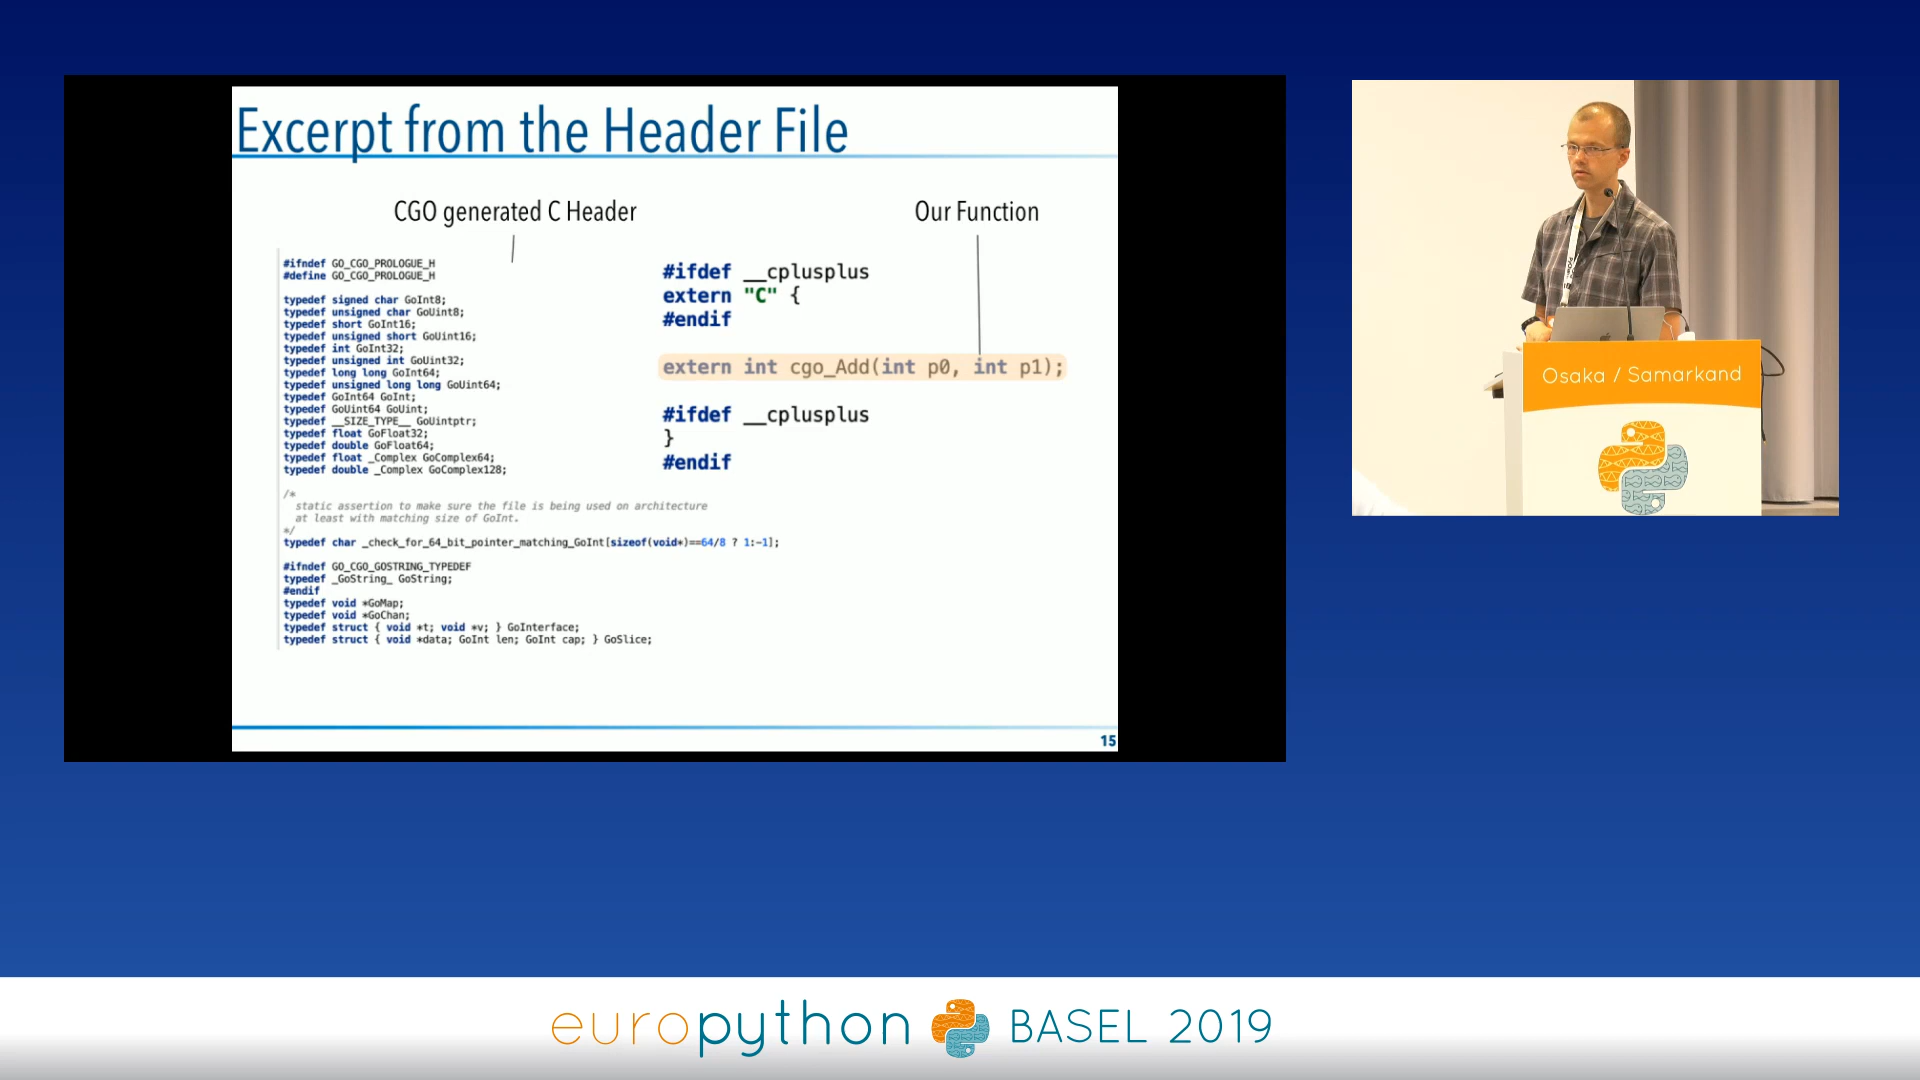 Excerpt from the Header File
CGO generated C Header
Our Function
#ifndef GO_CGO_PROLOGUE_H
#define GO_CGO_PROLOGUE_H
typedef signed char GoInt8;
typedef unsigned char GoUint8;
typedef short GoInt16;
typedef unsigned short GoUint16;
typedef int GoInt32;
typedef unsigned int GoUint32;
typedef long long GoInt64;
typedef unsigned long long GoUint64;
typedef GoInt64 GoInt;
typedef GoUint64 GoUint;
typedef __SIZE_TYPE__ GoUintptr;
typedef float GoFloat32;
typedef double GoFloat64;
typedef float _Complex GoComplex64;
typedef double _Complex GoComplex128;
/*
static assertion to make sure the file is being used on architecture
at least with matching size of GoInt.
*/
typedef char _check_for_64_bit_pointer_matching_GoInt[sizeof(void*)==64/8 ? 1:-1];
#ifndef GO_CGO_GOSTRING_TYPEDEF
typedef _GoString_ GoString;
#endif
typedef void *GoMap;
typedef void *GoChan;
typedef struct { void *t; void *v; } GoInterface;
typedef struct { void *data; GoInt len; GoInt cap; } GoSlice;
#ifdef __cplusplus
extern "C" {
#endif
extern int cgo_Add(int p0, int p1);
#ifdef __cplusplus
}
#endif
15
Osaka / Samarkand
europython BASEL 2019